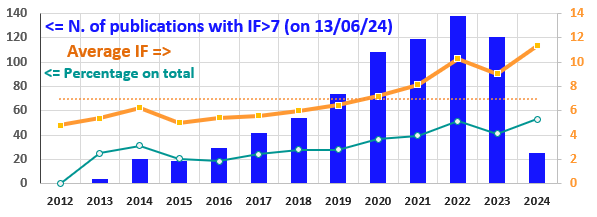 <= N. of publications with IF>7 (on 13/06/24)
Average IF =>
<= Percentage on total
140 14
120 12
100 10
80 8
60 6
40 4
20 2
0 0
2012 2013 2014 2015 2016 2017 2018 2019 2020 2021 2022 2023 2024